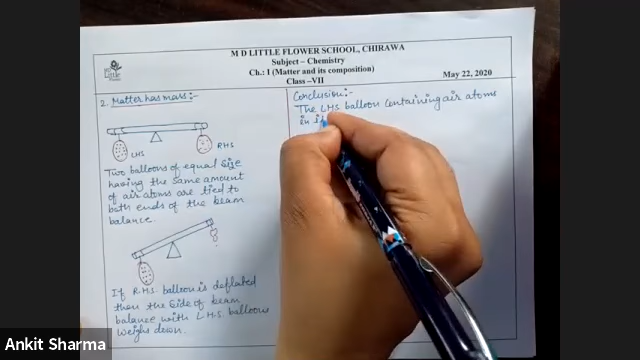 M D LITTLE FLOWER SCHOOL, CHIRAWA
Subject – Chemistry
Ch.: I (Matter and its composition)
Class –VII
May 22, 2020
2. Matter has mass:-
LHS
RHS
Two balloons of equal size
having the same amount
of air atoms are tied to
both ends of the beam
balance.
If R.H.S. balloon is deflated
then the side of beam
balance with L.H.S. balloon
weighs down.
Conclusion:-
The LHS balloon containing air atoms
in it
Ankit Sharma